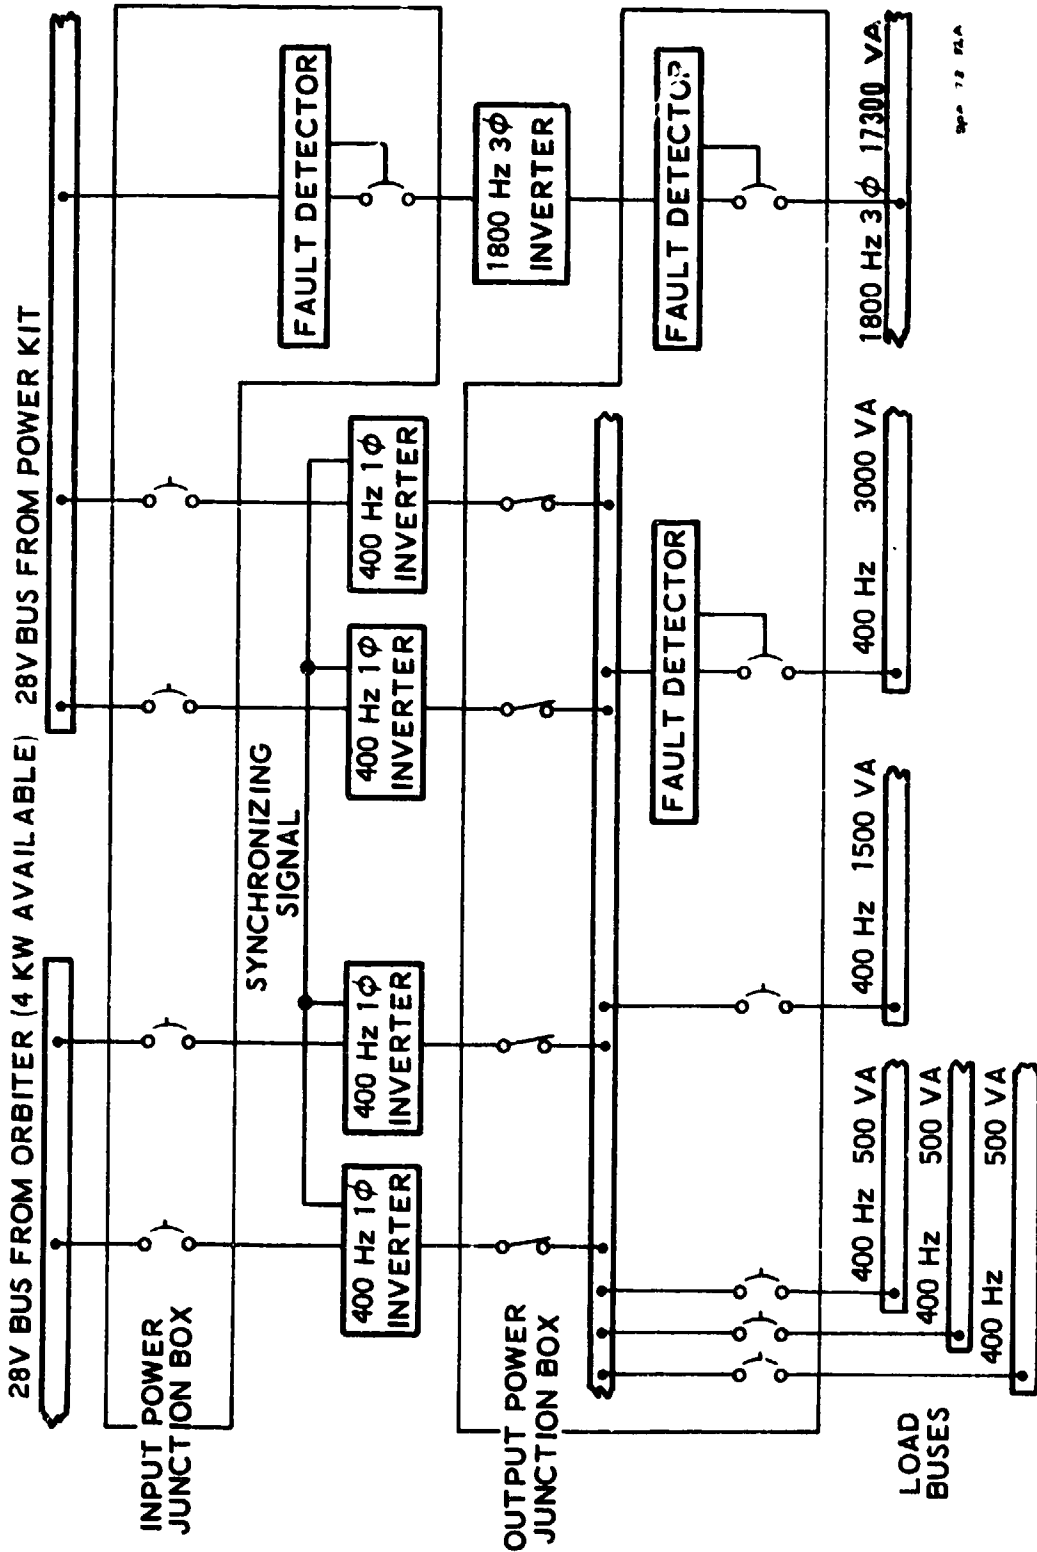 28V BUS FROM ORBITER (4 KW AVAILABLE)
28V BUS FROM POWER KIT
INPUT POWER
JUNCTION BOX
SYNCHRONIZING
SIGNAL
FAULT DETECTOR
400 Hz 1Φ
INVERTER
400 Hz 1Φ
INVERTER
400 Hz 1Φ
INVERTER
400 Hz 1Φ
INVERTER
1800 Hz 3Φ
INVERTER
OUTPUT POWER
JUNCTION BOX
FAULT DETECTOR
FAULT DETECTOR
LOAD
BUSES
400 Hz 500 VA
400 Hz 500 VA
400 Hz 500 VA
400 Hz 1500 VA
400 Hz 3000 VA
1800 Hz 3Φ 17300 VA